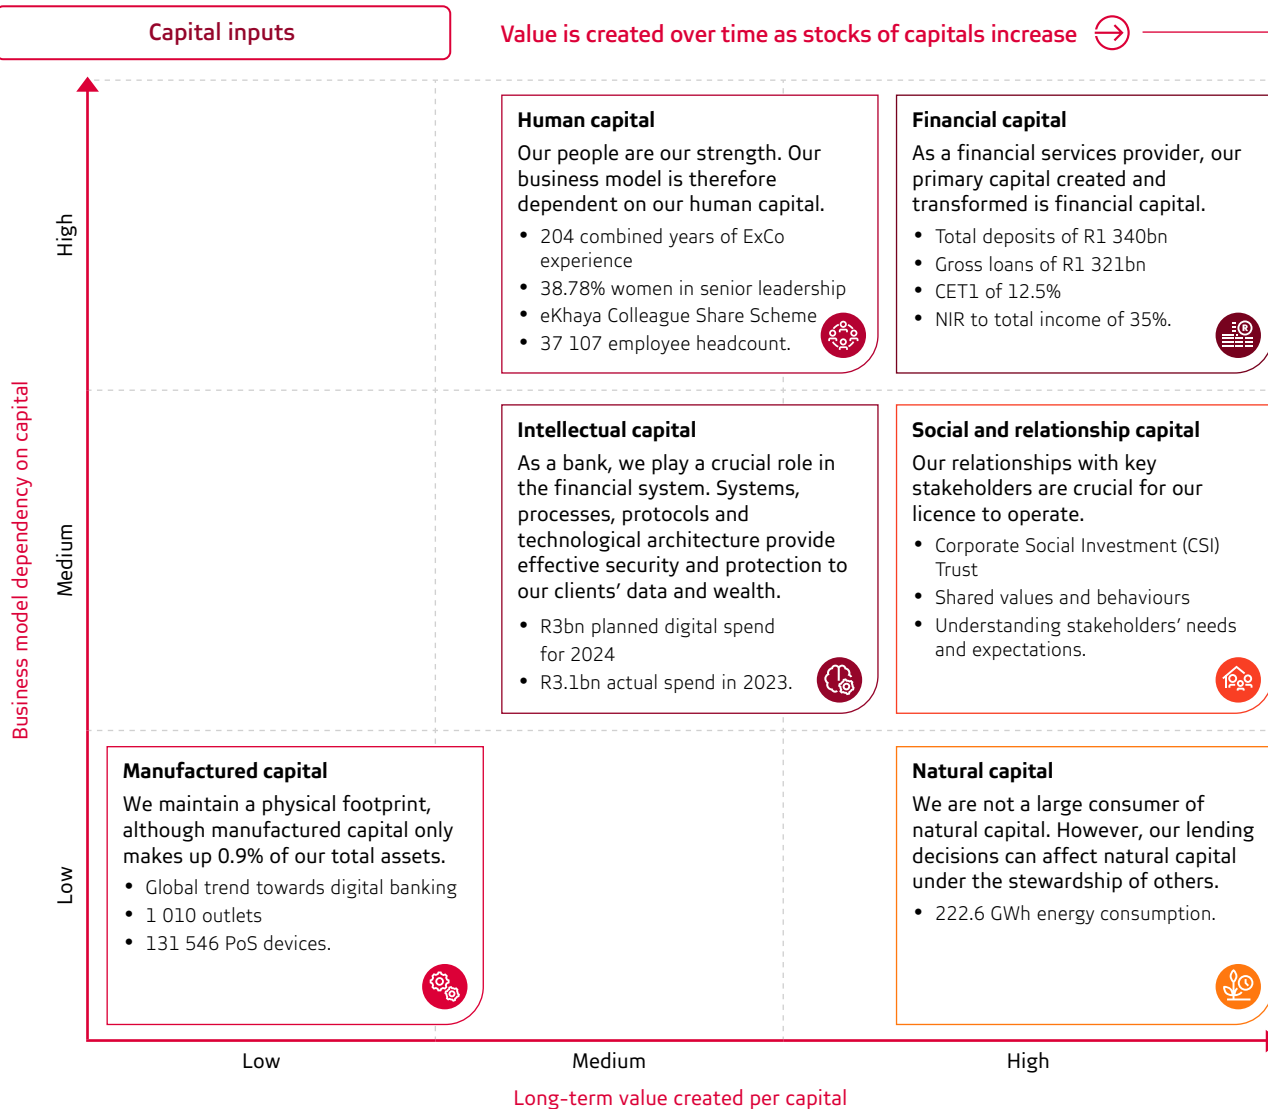 Capital inputs
Value is created over time as stocks of capitals increase
Business model dependency on capital
High
Human capital
Our people are our strength. Our
business model is therefore
dependent on our human capital.
• 204 combined years of ExCo
experience
• 38.78% women in senior leadership
• eKhaya Colleague Share Scheme
• 37 107 employee headcount.
Financial capital
As a financial services provider, our
primary capital created and
transformed is financial capital.
• Total deposits of R1 340bn
• Gross loans of R1 321bn
• CET1 of 12.5%
• NIR to total income of 35%.
R
Medium
Intellectual capital
As a bank, we play a crucial role in
the financial system. Systems,
processes, protocols and
technological architecture provide
effective security and protection to
our clients’ data and wealth.
• R3bn planned digital spend
for 2024
• R3.1bn actual spend in 2023.
Social and relationship capital
Our relationships with key
stakeholders are crucial for our
licence to operate.
• Corporate Social Investment (CSI)
Trust
• Shared values and behaviours
• Understanding stakeholders’ needs
and expectations.
Low
Manufactured capital
We maintain a physical footprint,
although manufactured capital only
makes up 0.9% of our total assets.
• Global trend towards digital banking
• 1 010 outlets
• 131 546 PoS devices.
Natural capital
We are not a large consumer of
natural capital. However, our lending
decisions can affect natural capital
under the stewardship of others.
• 222.6 GWh energy consumption.
Low
Medium
High
Long-term value created per capital